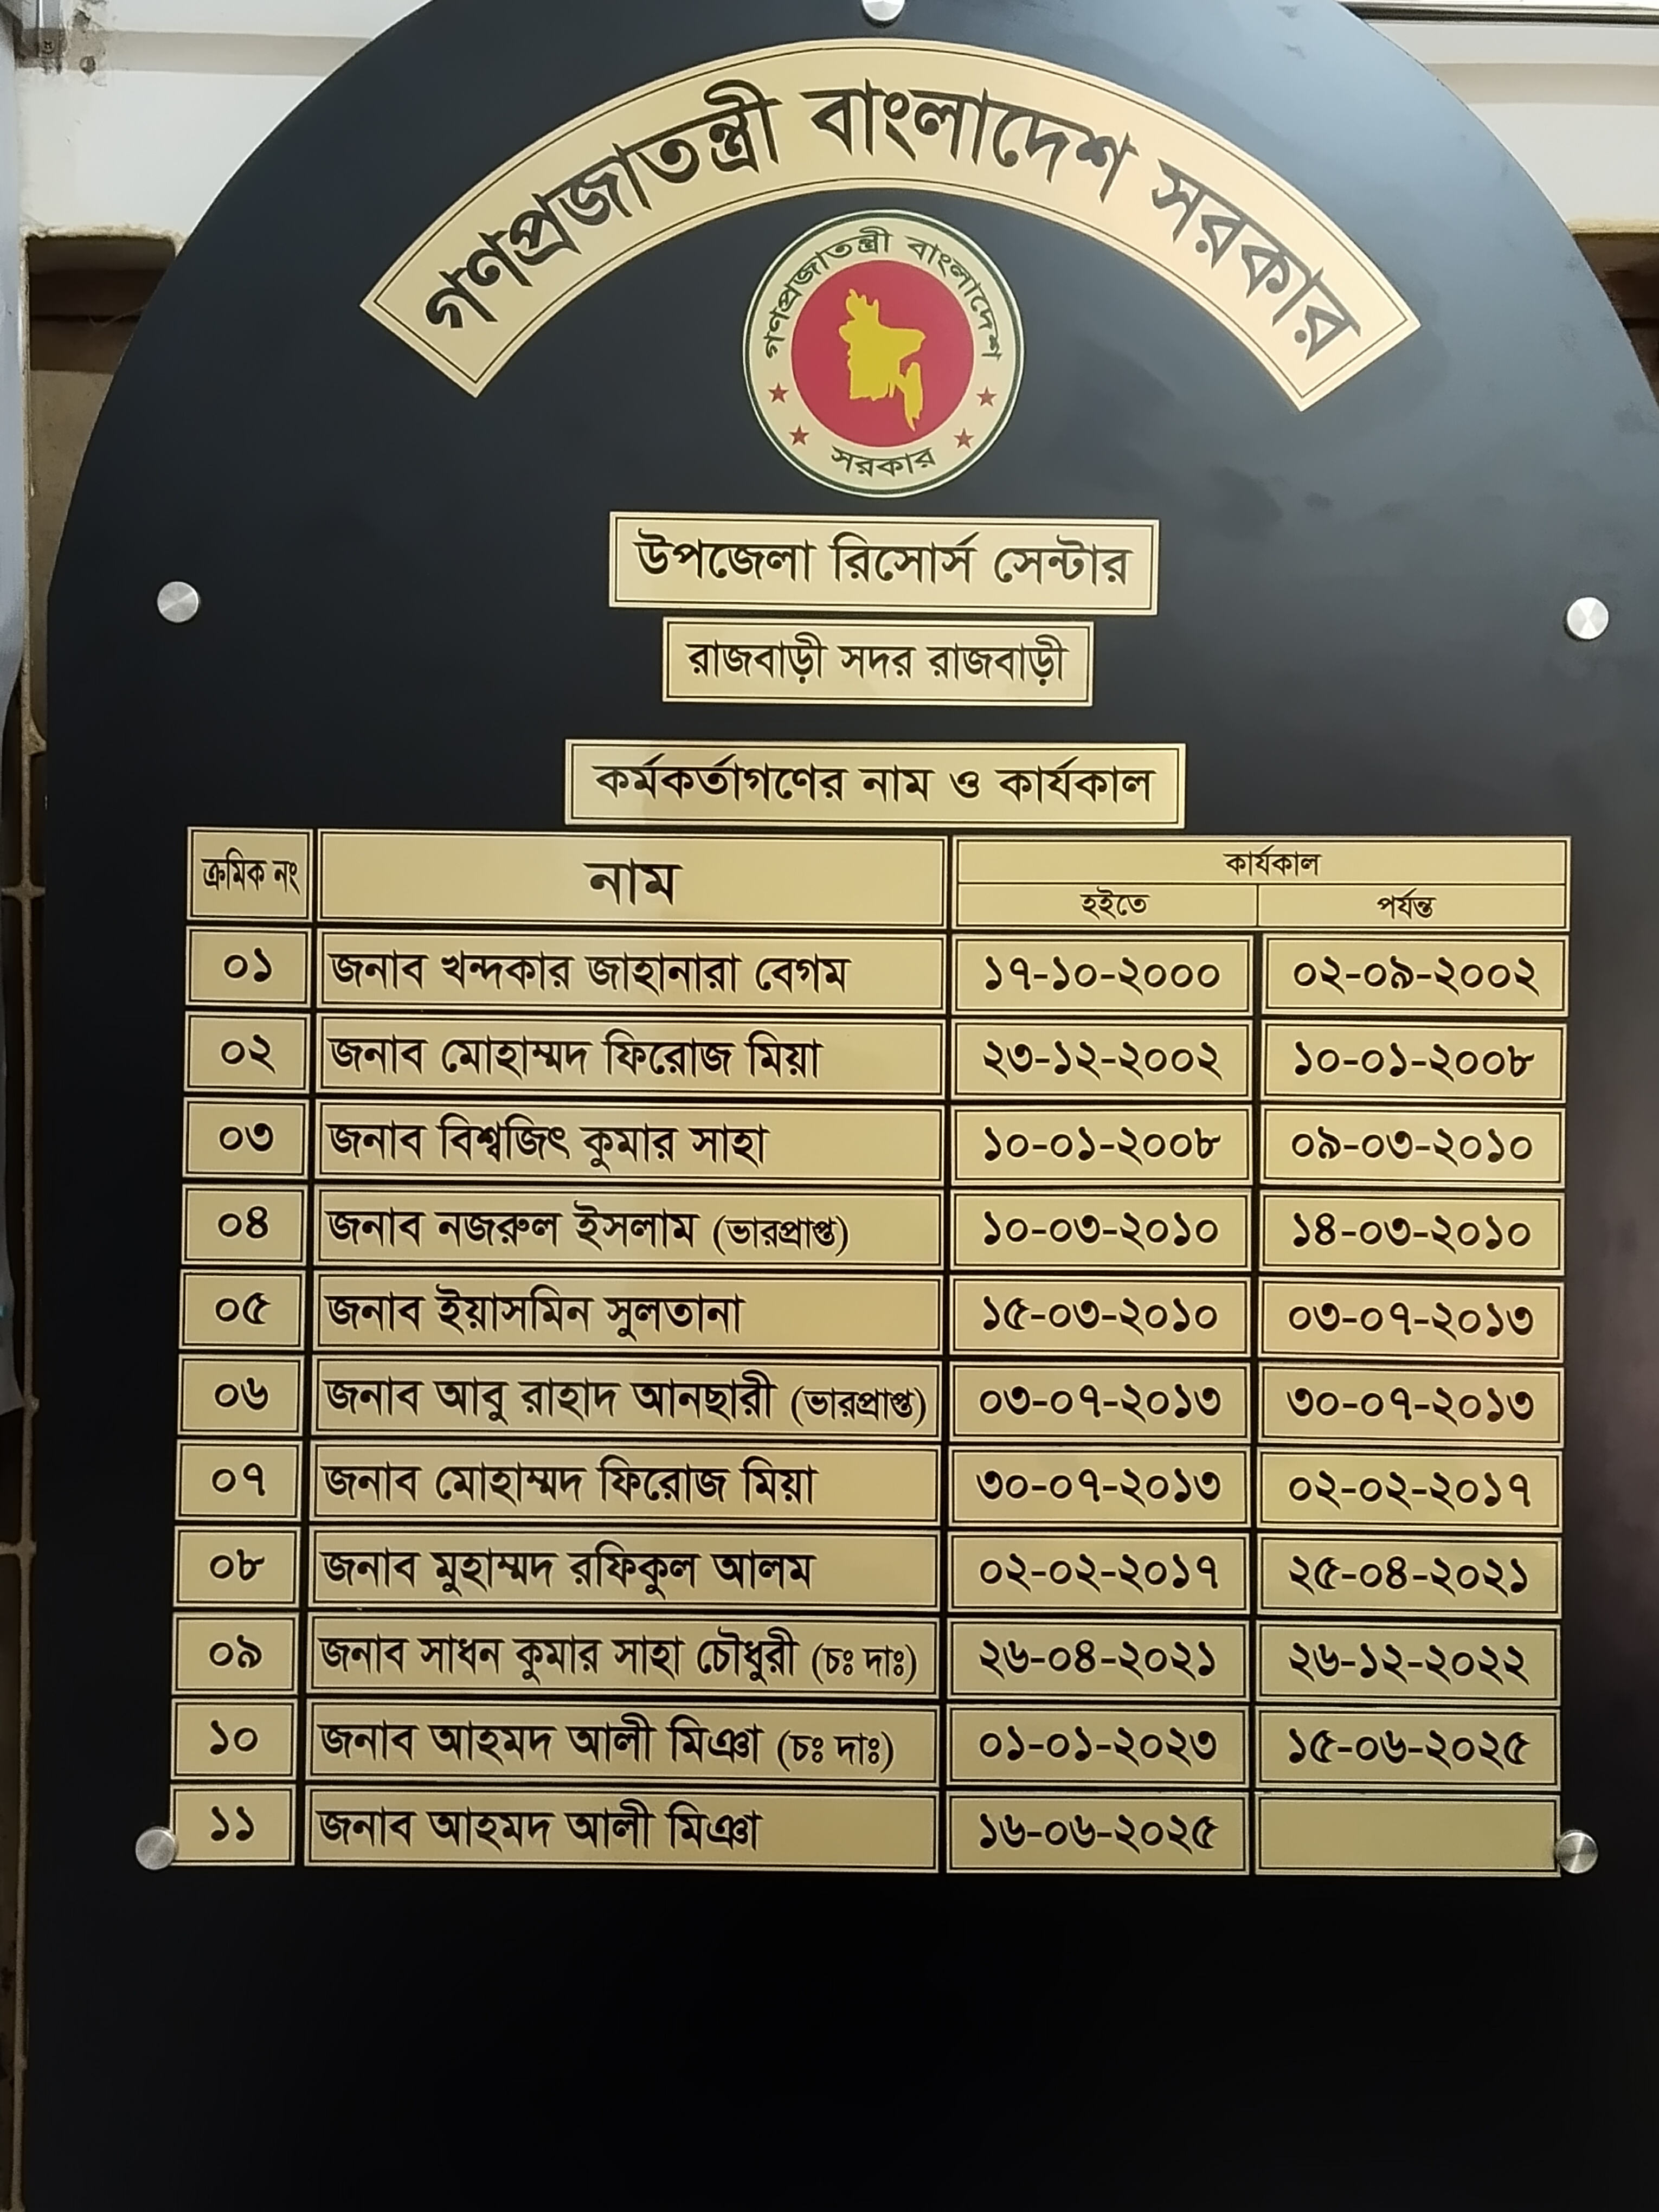 গণপ্রজাতন্ত্রী বাংলাদেশ সরকার
গণপ্রজাতন্ত্রী বাংলাদেশ
সরকার
উপজেলা রিসোর্স সেন্টার
রাজবাড়ী সদর রাজবাড়ী
কর্মকর্তাগণের নাম ও কার্যকাল
ক্রমিক নং নাম কার্যকাল
হইতে পর্যন্ত
০১ জনাব খন্দকার জাহানারা বেগম ১৭-১০-২০০০ ০২-০৯-২০০২
০২ জনাব মোহাম্মদ ফিরোজ মিয়া ২৩-১২-২০০২ ১০-০১-২০০৮
০৩ জনাব বিশ্বজিৎ কুমার সাহা ১০-০১-২০০৮ ০৯-০৩-২০১০
০৪ জনাব নজরুল ইসলাম (ভারপ্রাপ্ত) ১০-০৩-২০১০ ১৪-০৩-২০১০
০৫ জনাব ইয়াসমিন সুলতানা ১৫-০৩-২০১০ ০৩-০৭-২০১৩
০৬ জনাব আবু রাহাদ আনছারী (ভারপ্রাপ্ত) ০৩-০৭-২০১৩ ৩০-০৭-২০১৩
০৭ জনাব মোহাম্মদ ফিরোজ মিয়া ৩০-০৭-২০১৩ ০২-০২-২০১৭
০৮ জনাব মুহাম্মদ রফিকুল আলম ০২-০২-২০১৭ ২৫-০৪-২০২১
০৯ জনাব সাধন কুমার সাহা চৌধুরী (চঃ দাঃ) ২৬-০৪-২০২১ ২৬-১২-২০২২
১০ জনাব আহমদ আলী মিঞা (চঃ দাঃ) ০১-০১-২০২৩ ১৫-০৬-২০২৫
১১ জনাব আহমদ আলী মিঞা ১৬-০৬-২০২৫